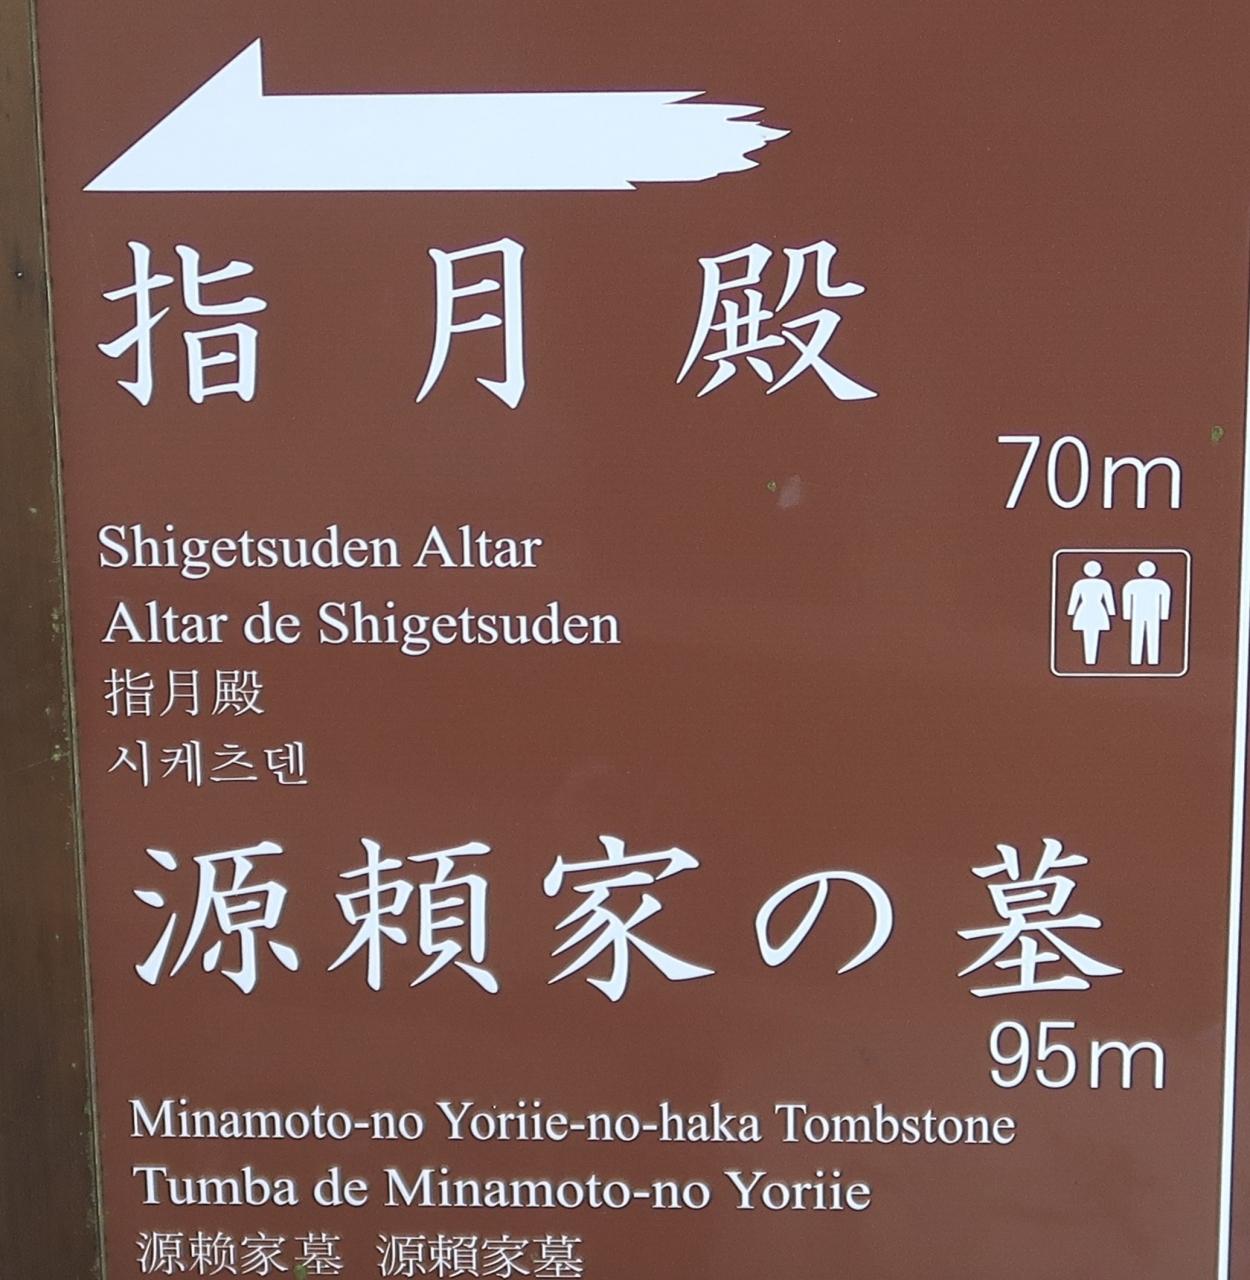 指月殿
70m
Shigetsuden Altar
Altar de Shigetsuden
指月殿
시케츠덴
源頼家の墓
95m
Minamoto-no Yoriie-no-haka Tombstone
Tumba de Minamoto-no Yoriie
源赖家墓 源賴家墓